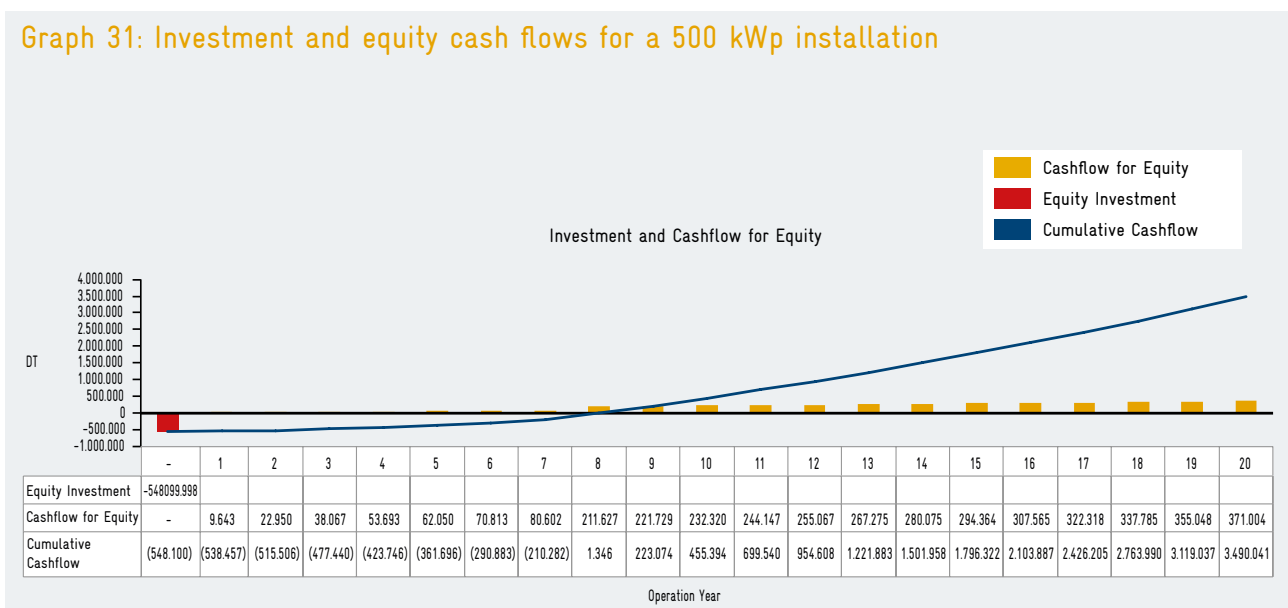 Graph 31: Investment and equity cash flows for a 500 kWp installation
Cashflow for Equity
Equity Investment
Cumulative Cashflow
Investment and Cashflow for Equity
4.000.000
3.500.000
3.000.000
2.500.000
2.000.000
1.500.000
1.000.000
500.000
0
-500.000
-1.000.000
DT
- 1 2 3 4 5 6 7 8 9 10 11 12 13 14 15 16 17 18 19 20
Equity Investment -548099.998
Cashflow for Equity - 9.643 22.950 38.067 53.693 62.050 70.813 80.602 211.627 221.729 232.320 244.147 255.067 267.275 280.075 294.364 307.565 322.318 337.785 355.048 371.004
Cumulative
Cashflow (548.100) (538.457) (515.506) (477.440) (423.746) (361.696) (290.883) (210.282) 1.346 223.074 455.394 699.540 954.608 1.221.883 1.501.958 1.796.322 2.103.887 2.426.205 2.763.990 3.119.037 3.490.041
Operation Year